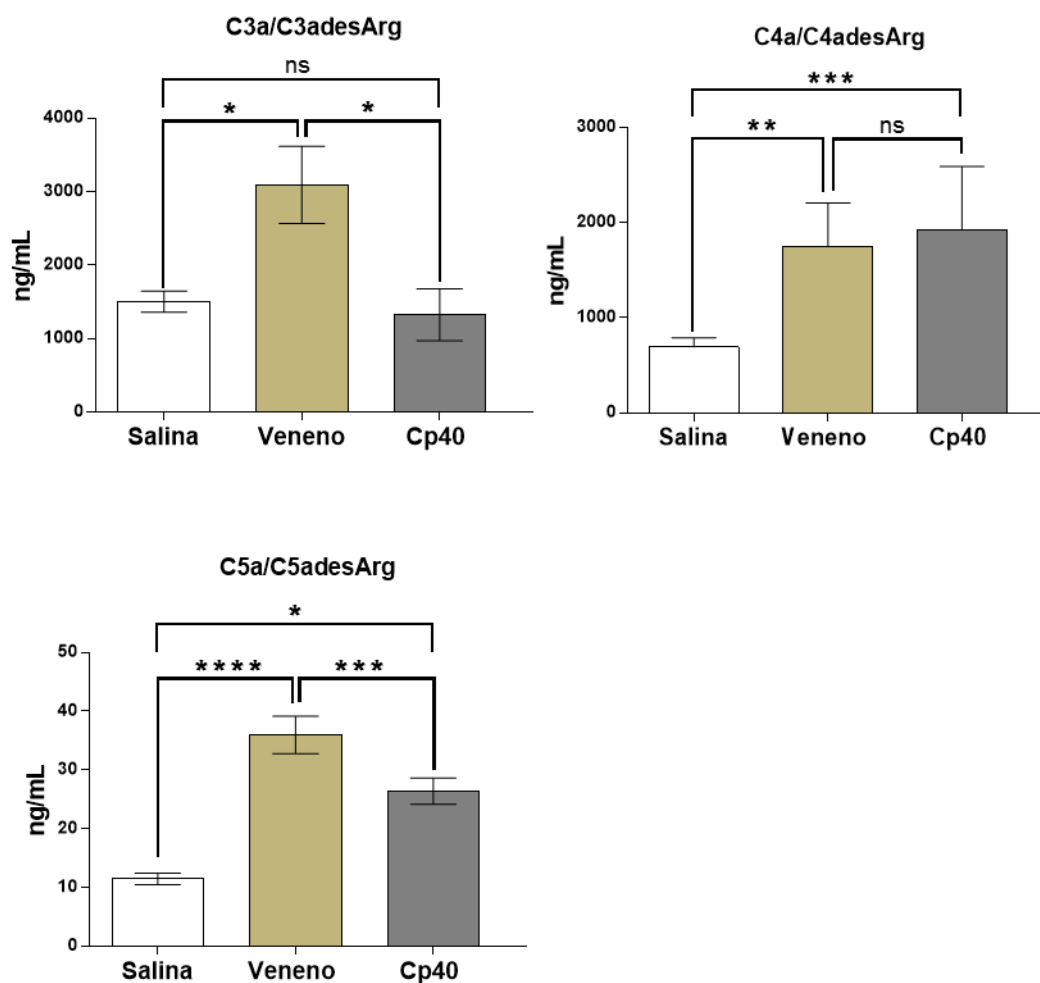 C3a/C3adesArg
ns
* *
4000
3000
2000
1000
0
ng/mL
Salina Veneno Cp40
C4a/C4adesArg
***
** ns
3000
2000
1000
0
ng/mL
Salina Veneno Cp40
C5a/C5adesArg
*
**** ***
50
40
30
20
10
0
ng/mL
Salina Veneno Cp40